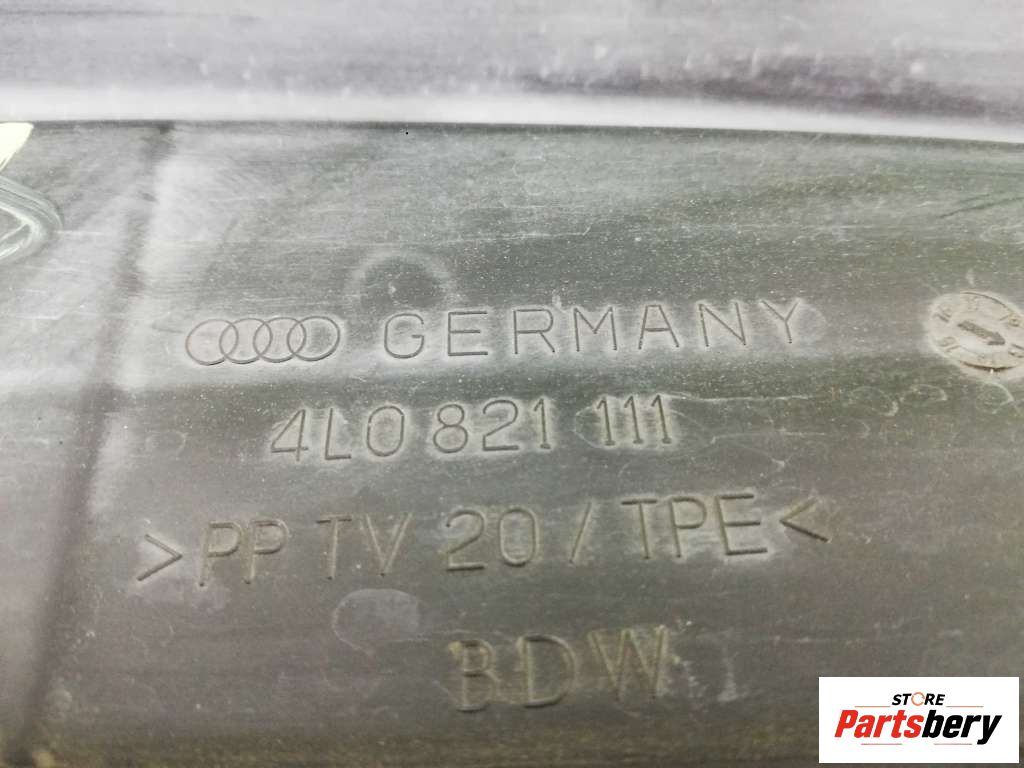 GERMANY
4L0 821 111
>PP TV 20 / TPE<
BDW
STORE
Partsbery